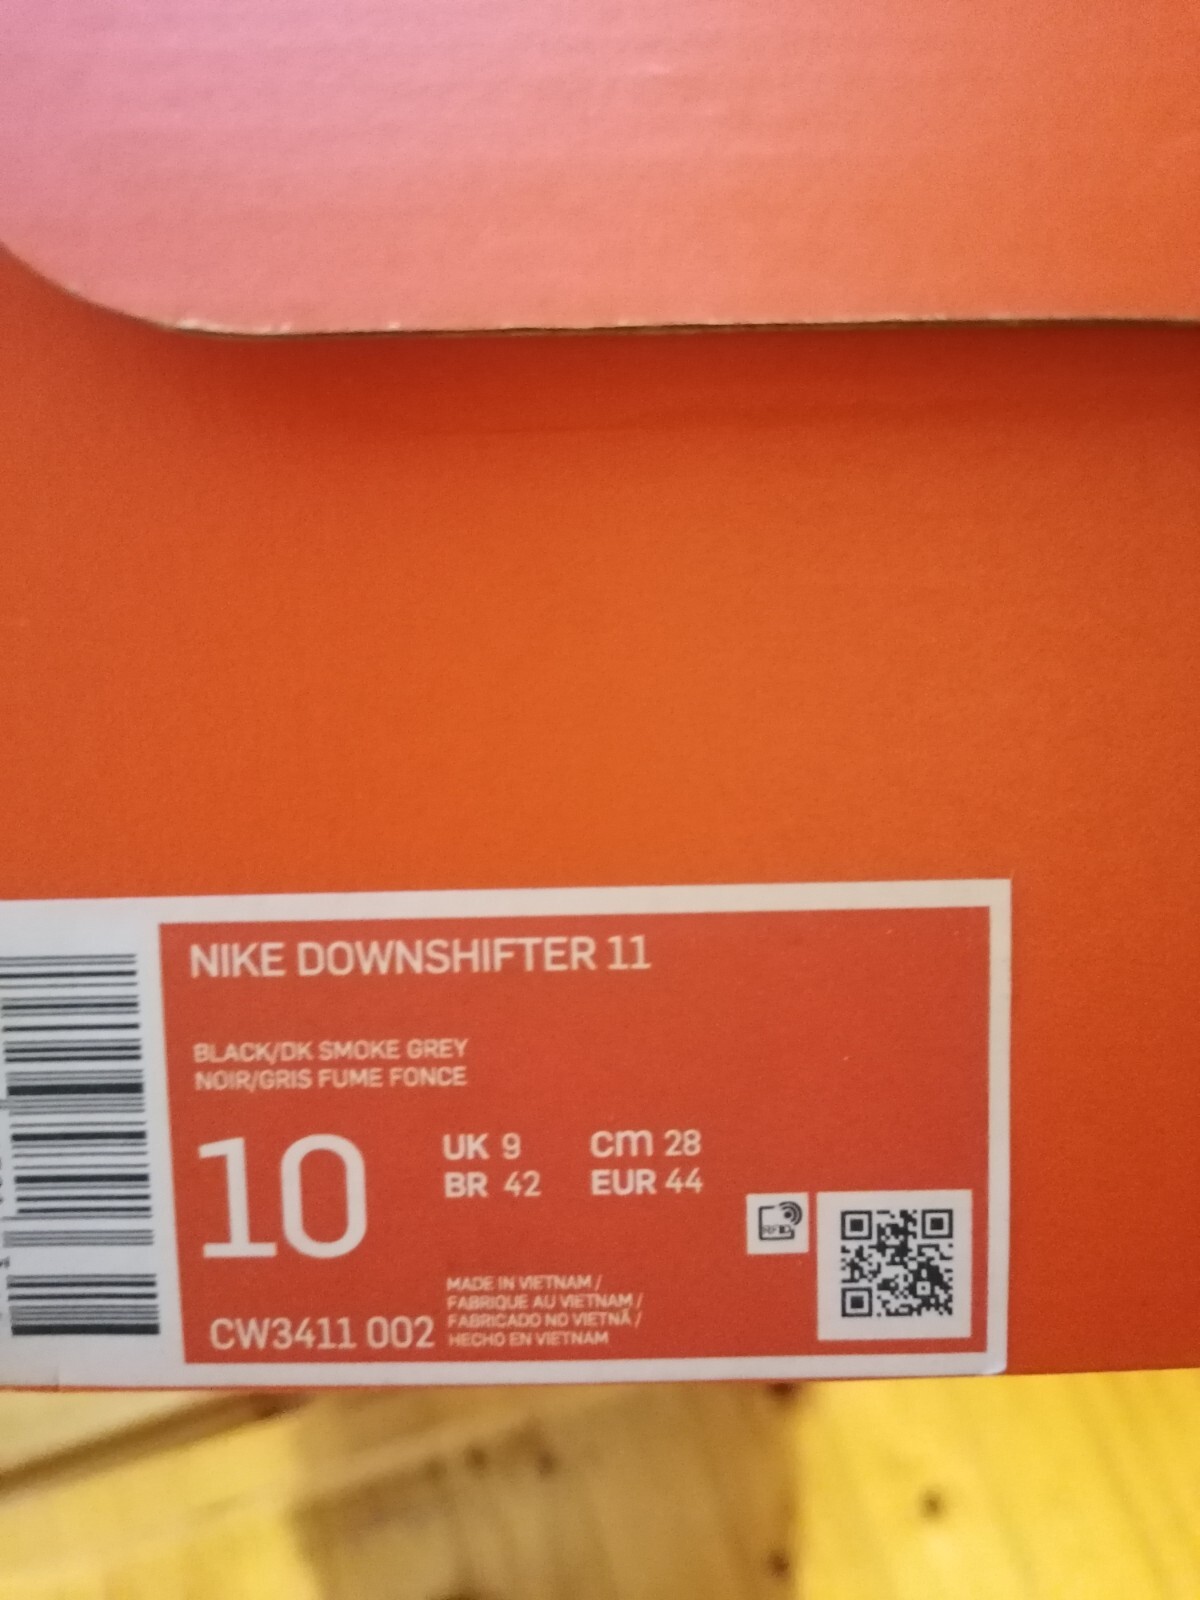 NIKE DOWNSHIFTER 11
BLACK/DK SMOKE GREY
NOIR/GRIS FUME FONCE
10
UK 9
cm 28
BR 42
EUR 44
RFID
CW3411 002
MADE IN VIETNAM /
FABRIQUE AU VIETNAM /
FABRICADO NO VIETNÃ /
HECHO EN VIETNAM